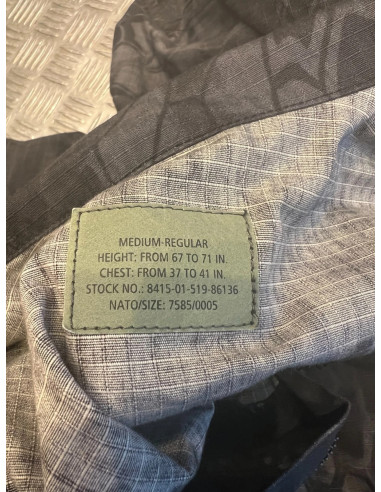 MEDIUM-REGULAR
HEIGHT: FROM 67 TO 71 IN.
CHEST: FROM 37 TO 41 IN.
STOCK NO.: 8415-01-519-86136
NATO/SIZE: 7585/0005